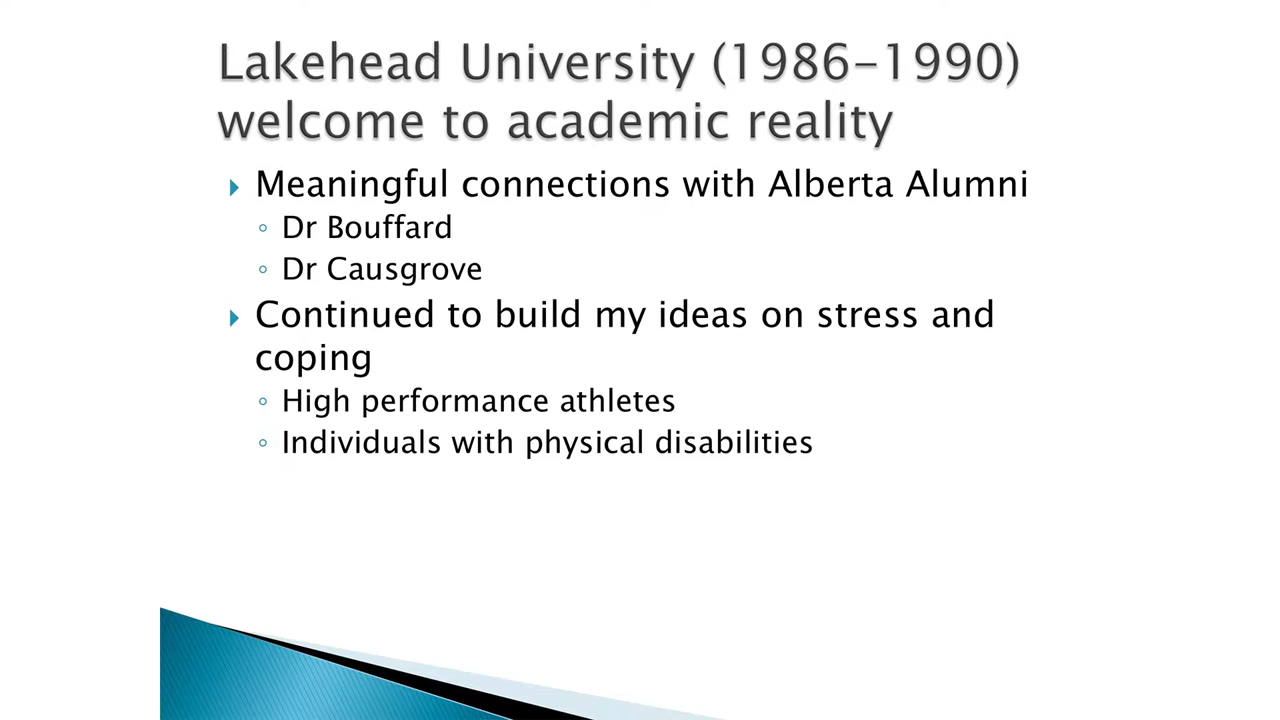 Lakehead University (1986-1990)
welcome to academic reality
Meaningful connections with Alberta Alumni
Dr Bouffard
Dr Causgrove
Continued to build my ideas on stress and
coping
High performance athletes
Individuals with physical disabilities